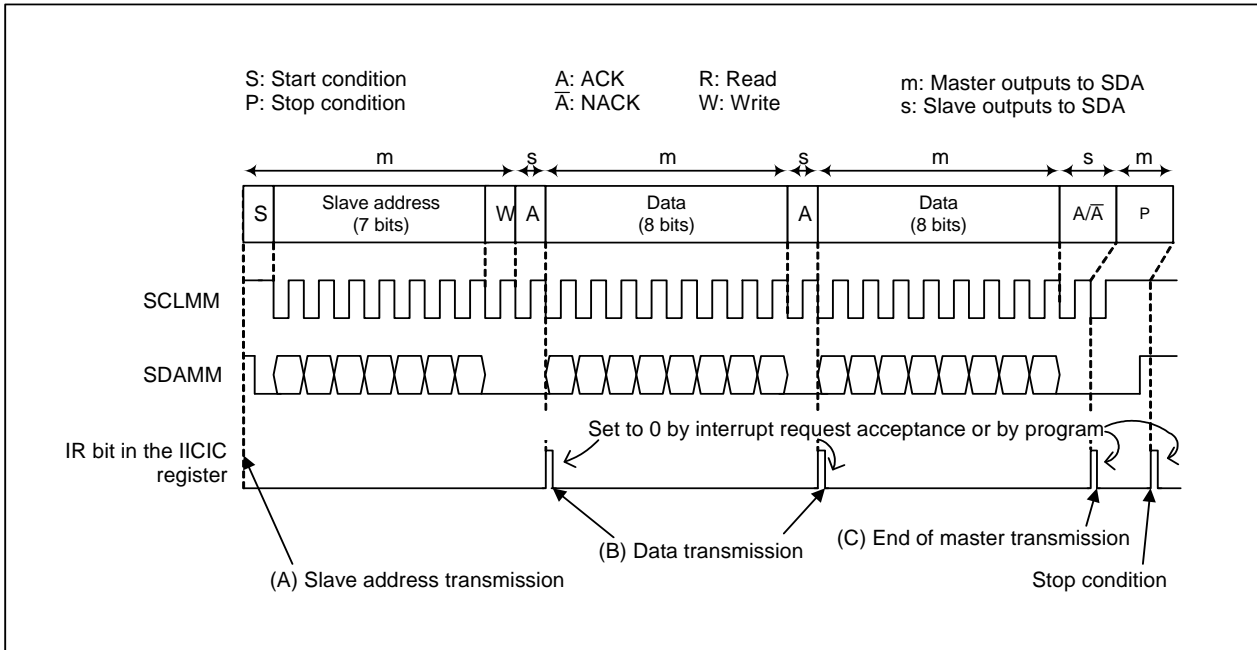 S: Start condition A: ACK R: Read m: Master outputs to SDA
P: Stop condition A̅: NACK W: Write s: Slave outputs to SDA
m s m s m s m
S Slave address (7 bits) W A Data (8 bits) A Data (8 bits) A/A̅ P
SCLMM
SDAMM
Set to 0 by interrupt request acceptance or by program
IR bit in the IICIC
register
(B) Data transmission
(C) End of master transmission
(A) Slave address transmission
Stop condition